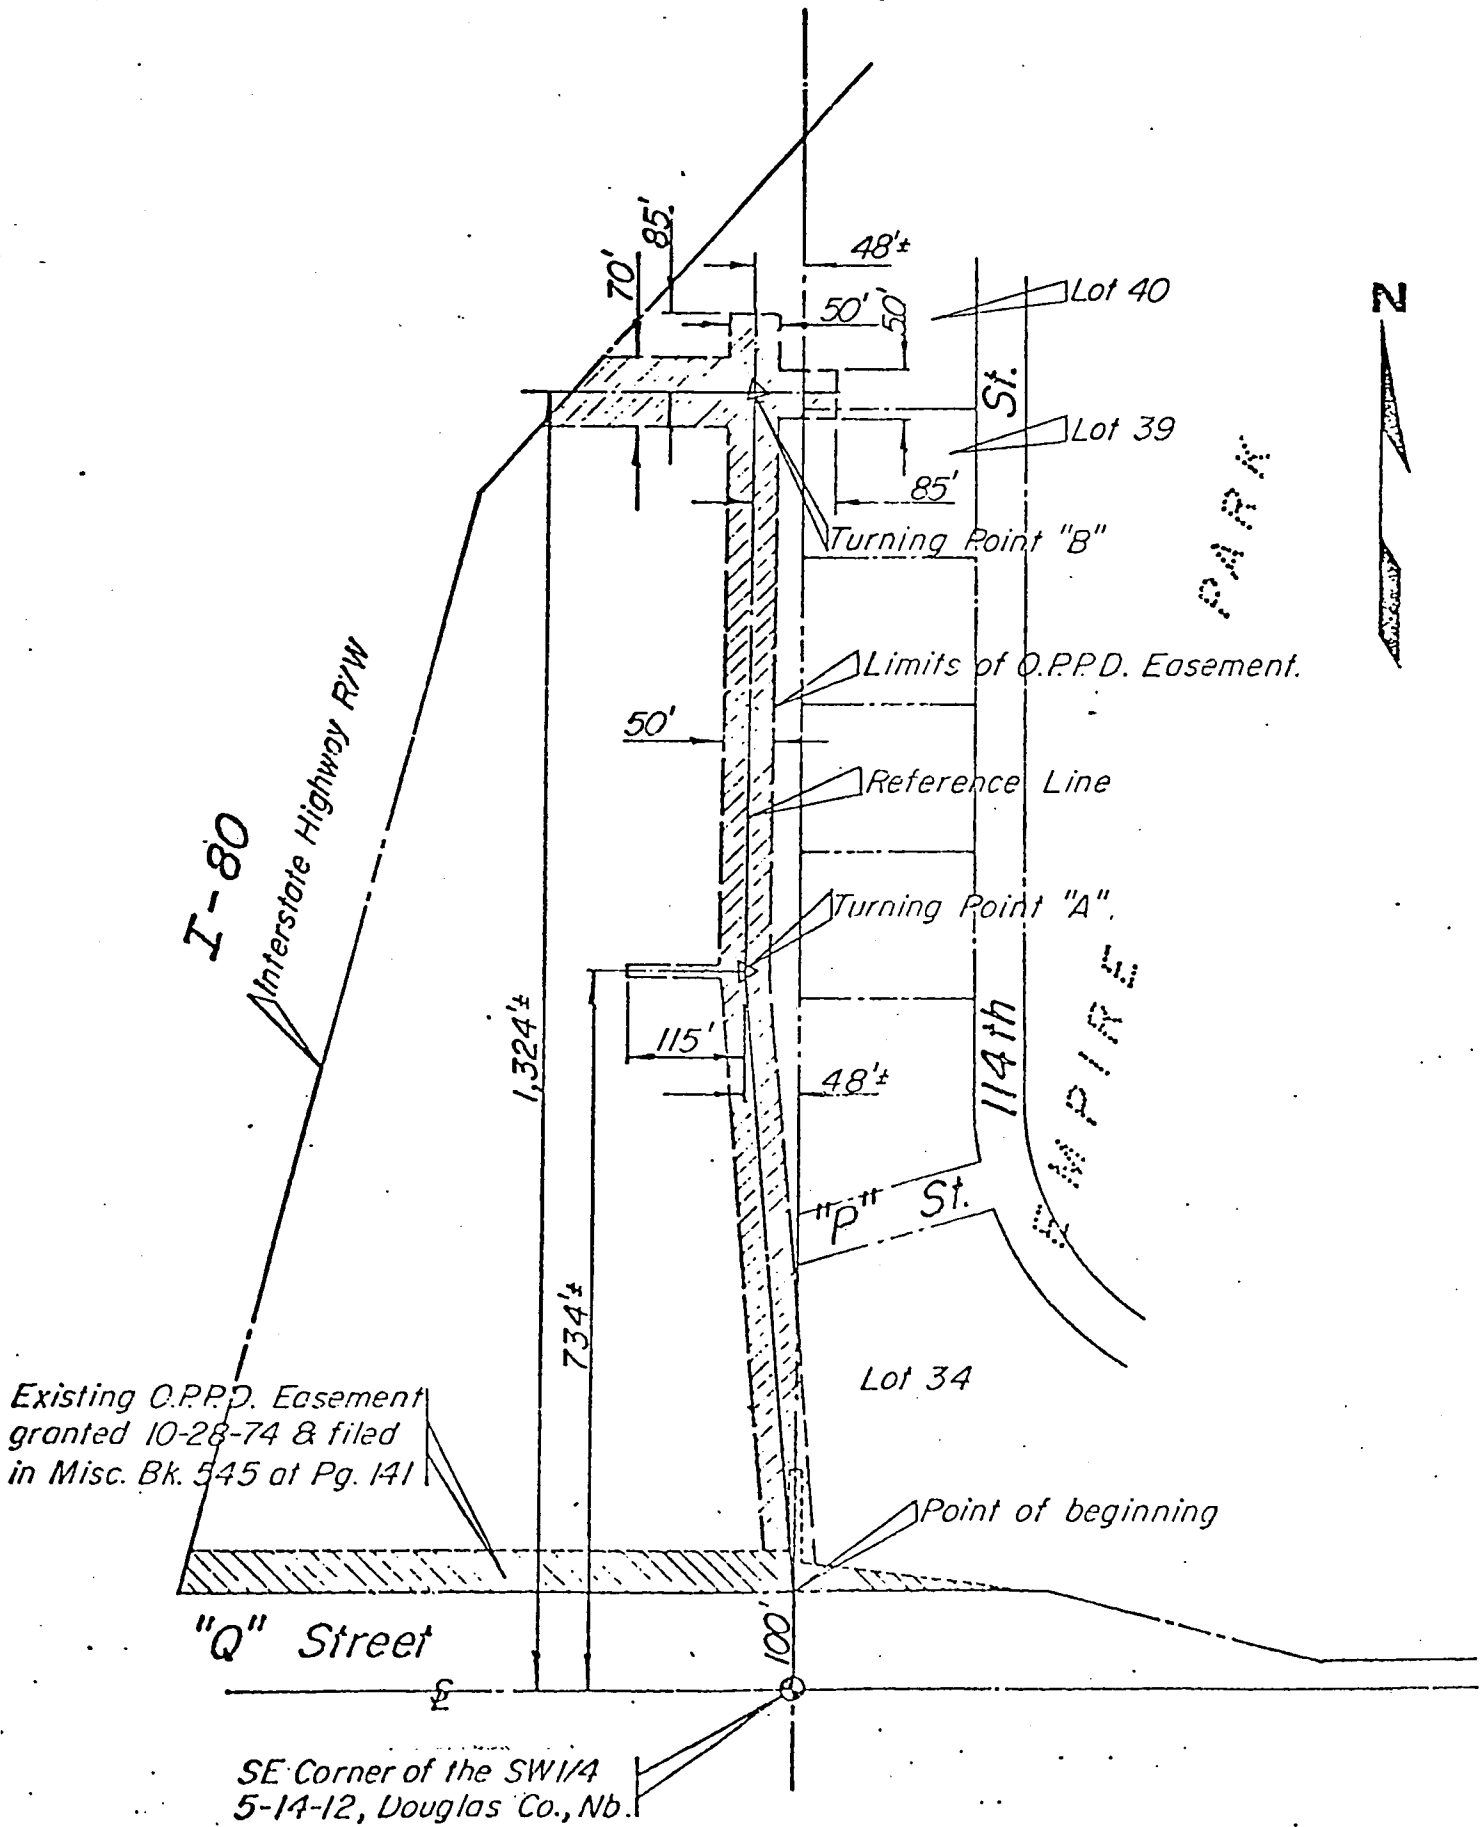 85'
70'
48'±
50'
50'
Lot 40
N
St.
Lot 39
85'
PARK
Turning Point "B"
Limits of O.P.P.D. Easement.
Interstate Highway R/W
50'
Reference Line
I-80
Turning Point "A".
1,324'±
115'
48'±
114th
EMPIRE
"P" St.
734'±
Lot 34
Existing O.P.P.D. Easement
granted 10-28-74 & filed
in Misc. Bk. 545 at Pg. 141
Point of beginning
"Q" Street
100'
SE Corner of the SW1/4
5-14-12, Douglas Co., Nb.